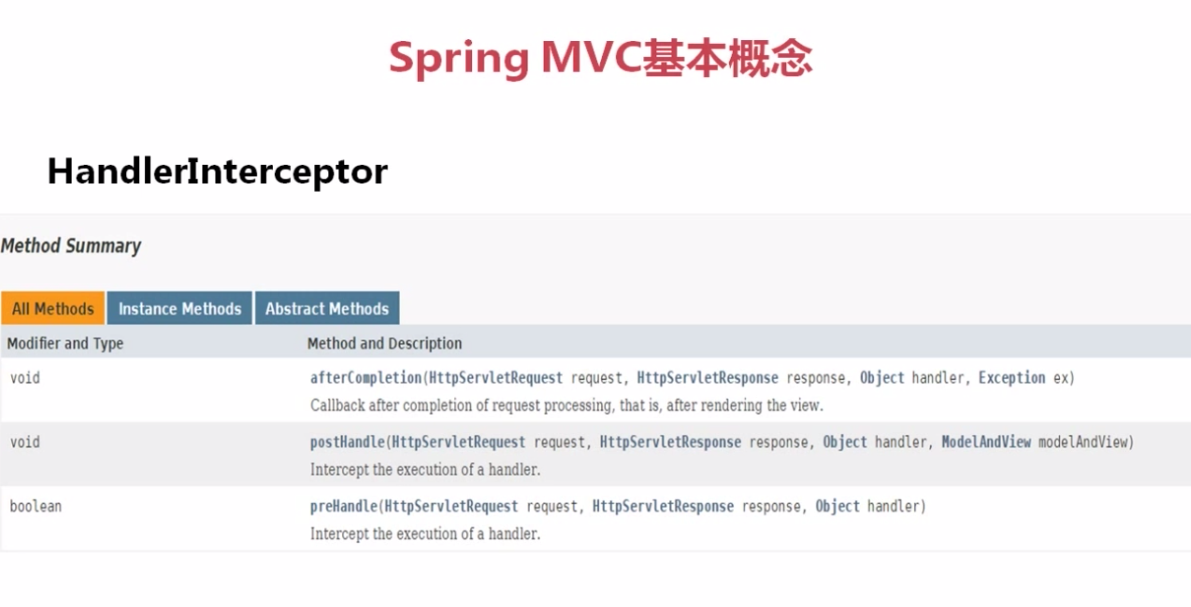 Spring MVC基本概念
HandlerInterceptor
Method Summary
All Methods Instance Methods Abstract Methods
Modifier and Type Method and Description
void afterCompletion(HttpServletRequest request, HttpServletResponse response, Object handler, Exception ex)
Callback after completion of request processing, that is, after rendering the view.
void postHandle(HttpServletRequest request, HttpServletResponse response, Object handler, ModelAndView modelAndView)
Intercept the execution of a handler.
boolean preHandle(HttpServletRequest request, HttpServletResponse response, Object handler)
Intercept the execution of a handler.